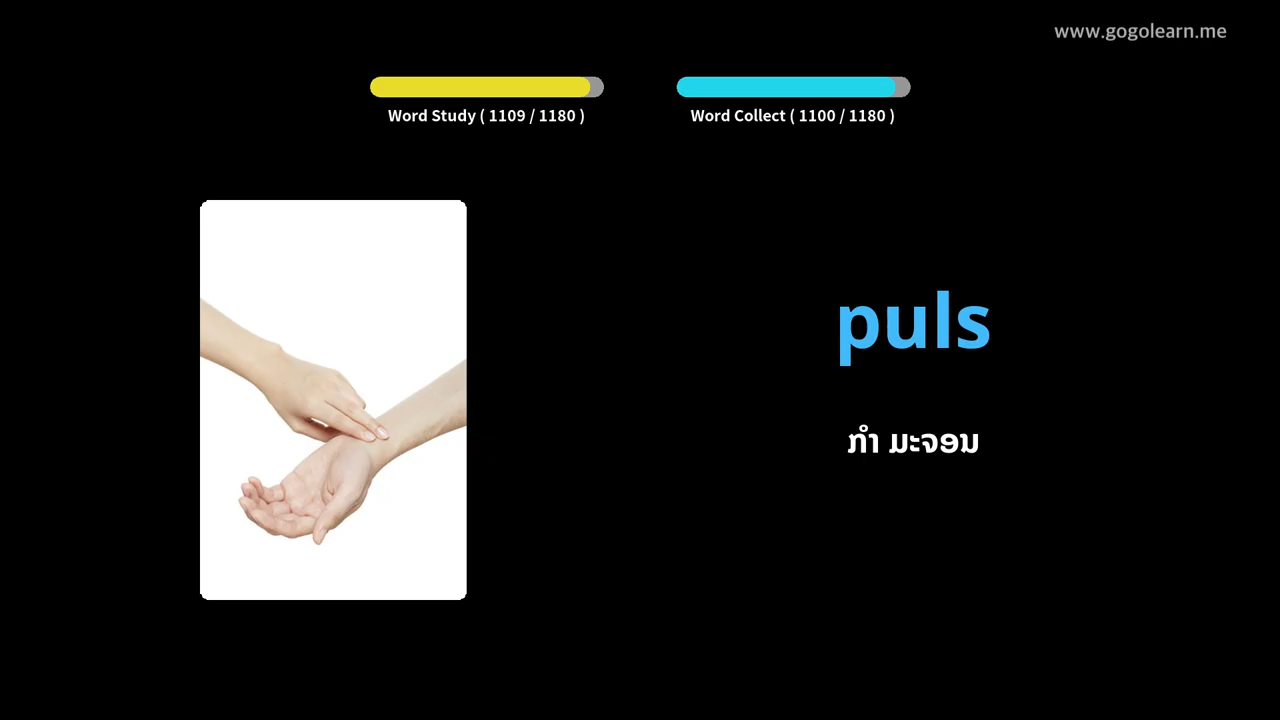 www.gogolearn.me
Word Study ( 1109 / 1180 )
Word Collect ( 1100 / 1180 )
puls
ກຳ ມະຈອນ